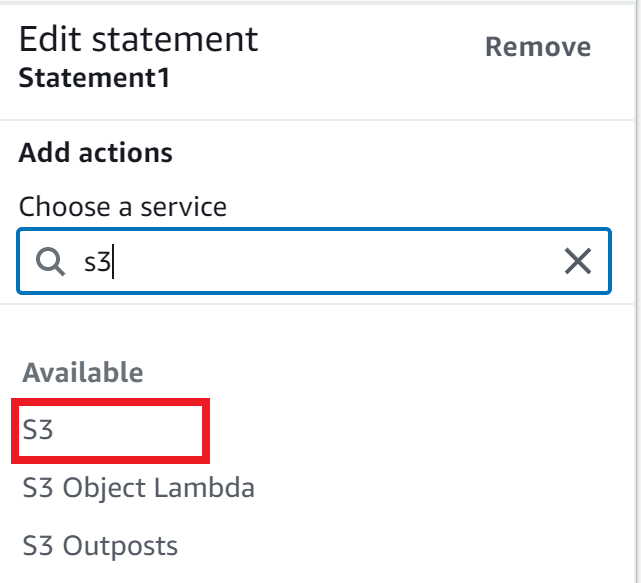 Edit statement
Remove
Statement1
Add actions
Choose a service
s3
Available
S3
S3 Object Lambda
S3 Outposts